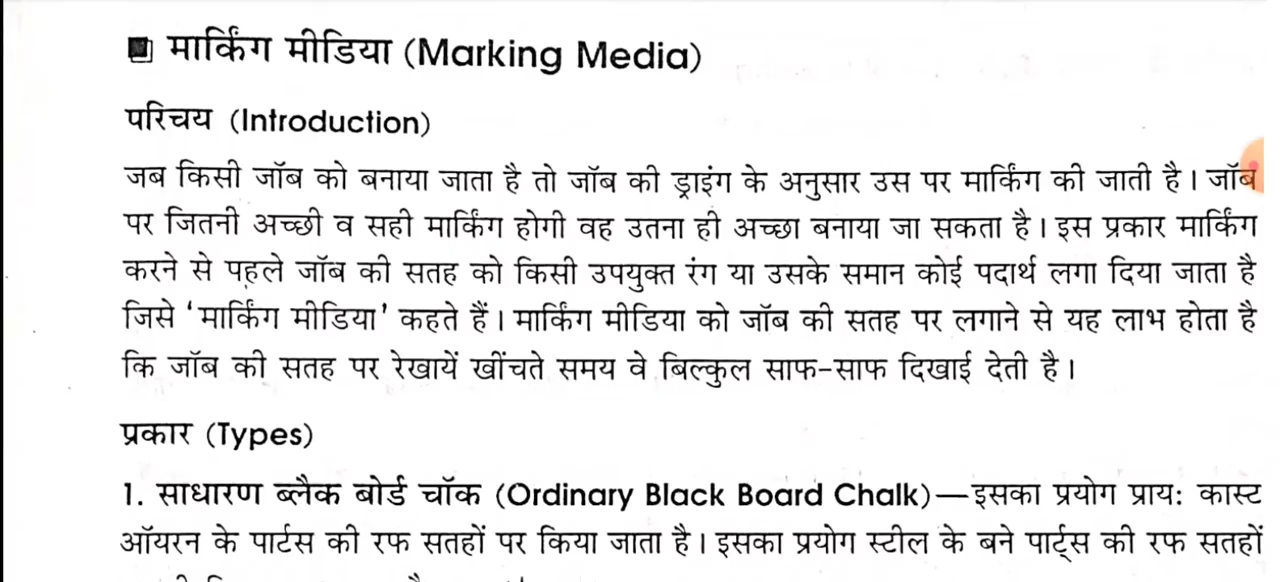 मार्किंग मीडिया (Marking Media)
परिचय (Introduction)
जब किसी जॉब को बनाया जाता है तो जॉब की ड्राइंग के अनुसार उस पर मार्किंग की जाती है। जॉब
पर जितनी अच्छी व सही मार्किंग होगी वह उतना ही अच्छा बनाया जा सकता है। इस प्रकार मार्किंग
करने से पहले जॉब की सतह को किसी उपयुक्त रंग या उसके समान कोई पदार्थ लगा दिया जाता है
जिसे ‘मार्किंग मीडिया’ कहते हैं। मार्किंग मीडिया को जॉब की सतह पर लगाने से यह लाभ होता है
कि जॉब की सतह पर रेखायें खींचते समय वे बिल्कुल साफ-साफ दिखाई देती है।
प्रकार (Types)
1. साधारण ब्लैक बोर्ड चॉक (Ordinary Black Board Chalk)—इसका प्रयोग प्राय: कास्ट
ऑयरन के पार्टस की रफ सतहों पर किया जाता है। इसका प्रयोग स्टील के बने पार्ट्स की रफ सतहों